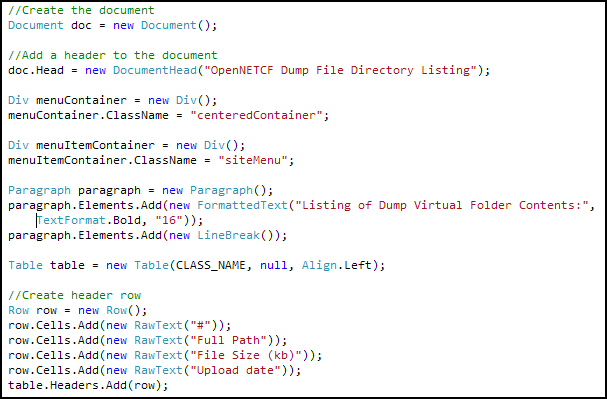 //Create the document
Document doc = new Document();
//Add a header to the document
doc.Head = new DocumentHead("OpenNETCF Dump File Directory Listing");
Div menuContainer = new Div();
menuContainer.ClassName = "centeredContainer";
Div menuItemContainer = new Div();
menuItemContainer.ClassName = "siteMenu";
Paragraph paragraph = new Paragraph();
paragraph.Elements.Add(new FormattedText("Listing of Dump Virtual Folder Contents:",
TextFormat.Bold, "16"));
paragraph.Elements.Add(new LineBreak());
Table table = new Table(CLASS_NAME, null, Align.Left);
//Create header row
Row row = new Row();
row.Cells.Add(new RawText("#"));
row.Cells.Add(new RawText("Full Path"));
row.Cells.Add(new RawText("File Size (kb)"));
row.Cells.Add(new RawText("Upload date"));
table.Headers.Add(row);